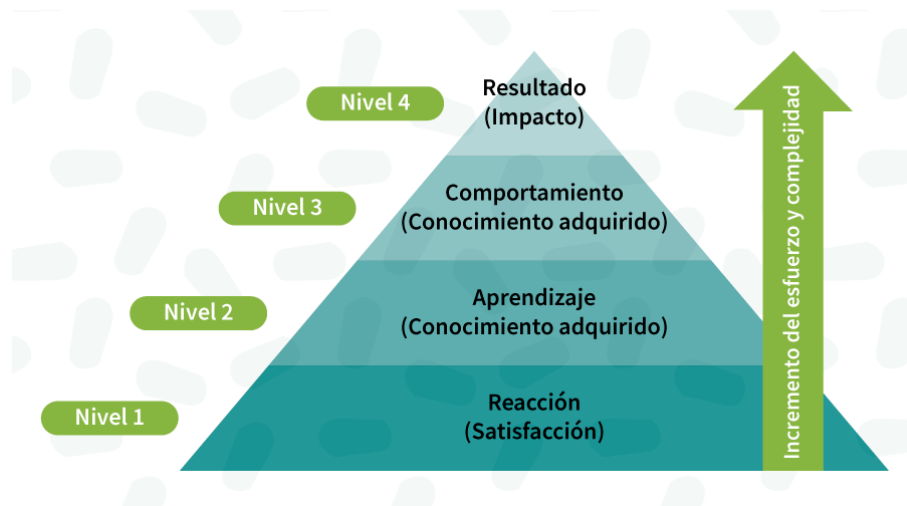 Nivel 4
Resultado
(Impacto)
Nivel 3
Comportamiento
(Conocimiento adquirido)
Nivel 2
Aprendizaje
(Conocimiento adquirido)
Nivel 1
Reacción
(Satisfacción)
Incremento del esfuerzo y complejidad